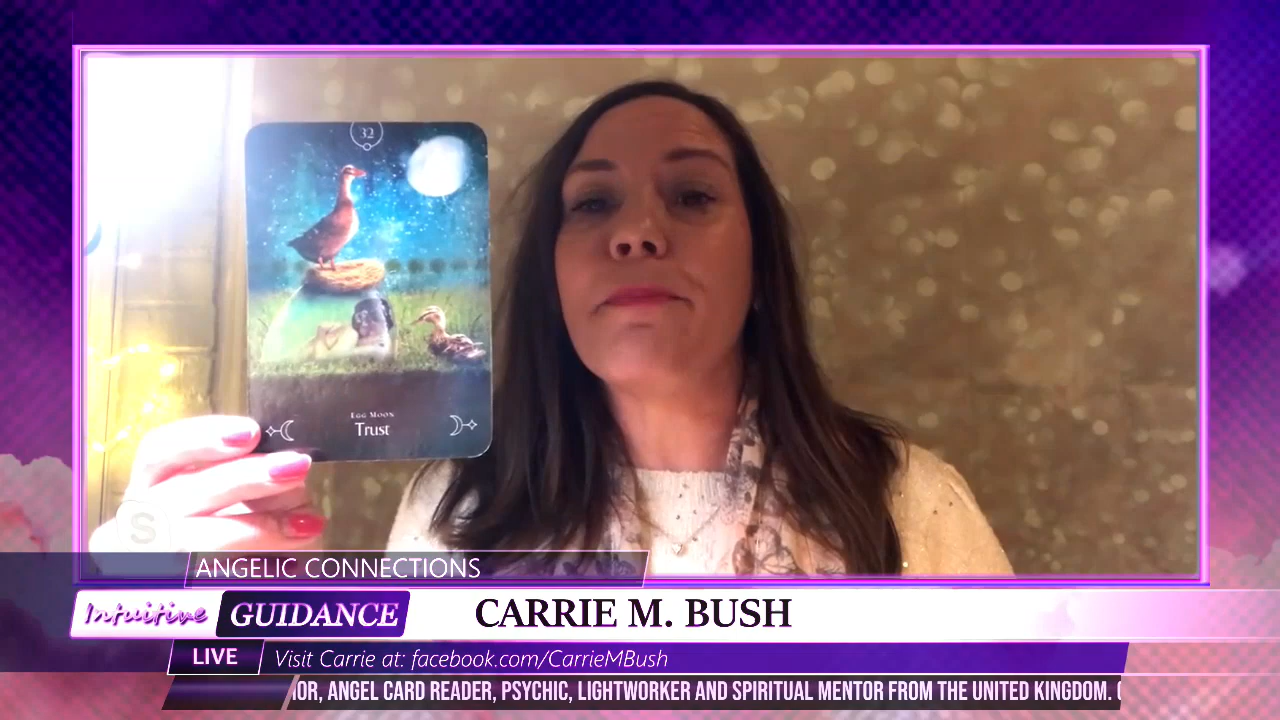 32
EGG MOON
Trust
S
ANGELIC CONNECTIONS
Intuitive GUIDANCE
CARRIE M. BUSH
LIVE
Visit Carrie at: facebook.com/CarrieMBush
OR, ANGEL CARD READER, PSYCHIC, LIGHTWORKER AND SPIRITUAL MENTOR FROM THE UNITED KINGDOM.